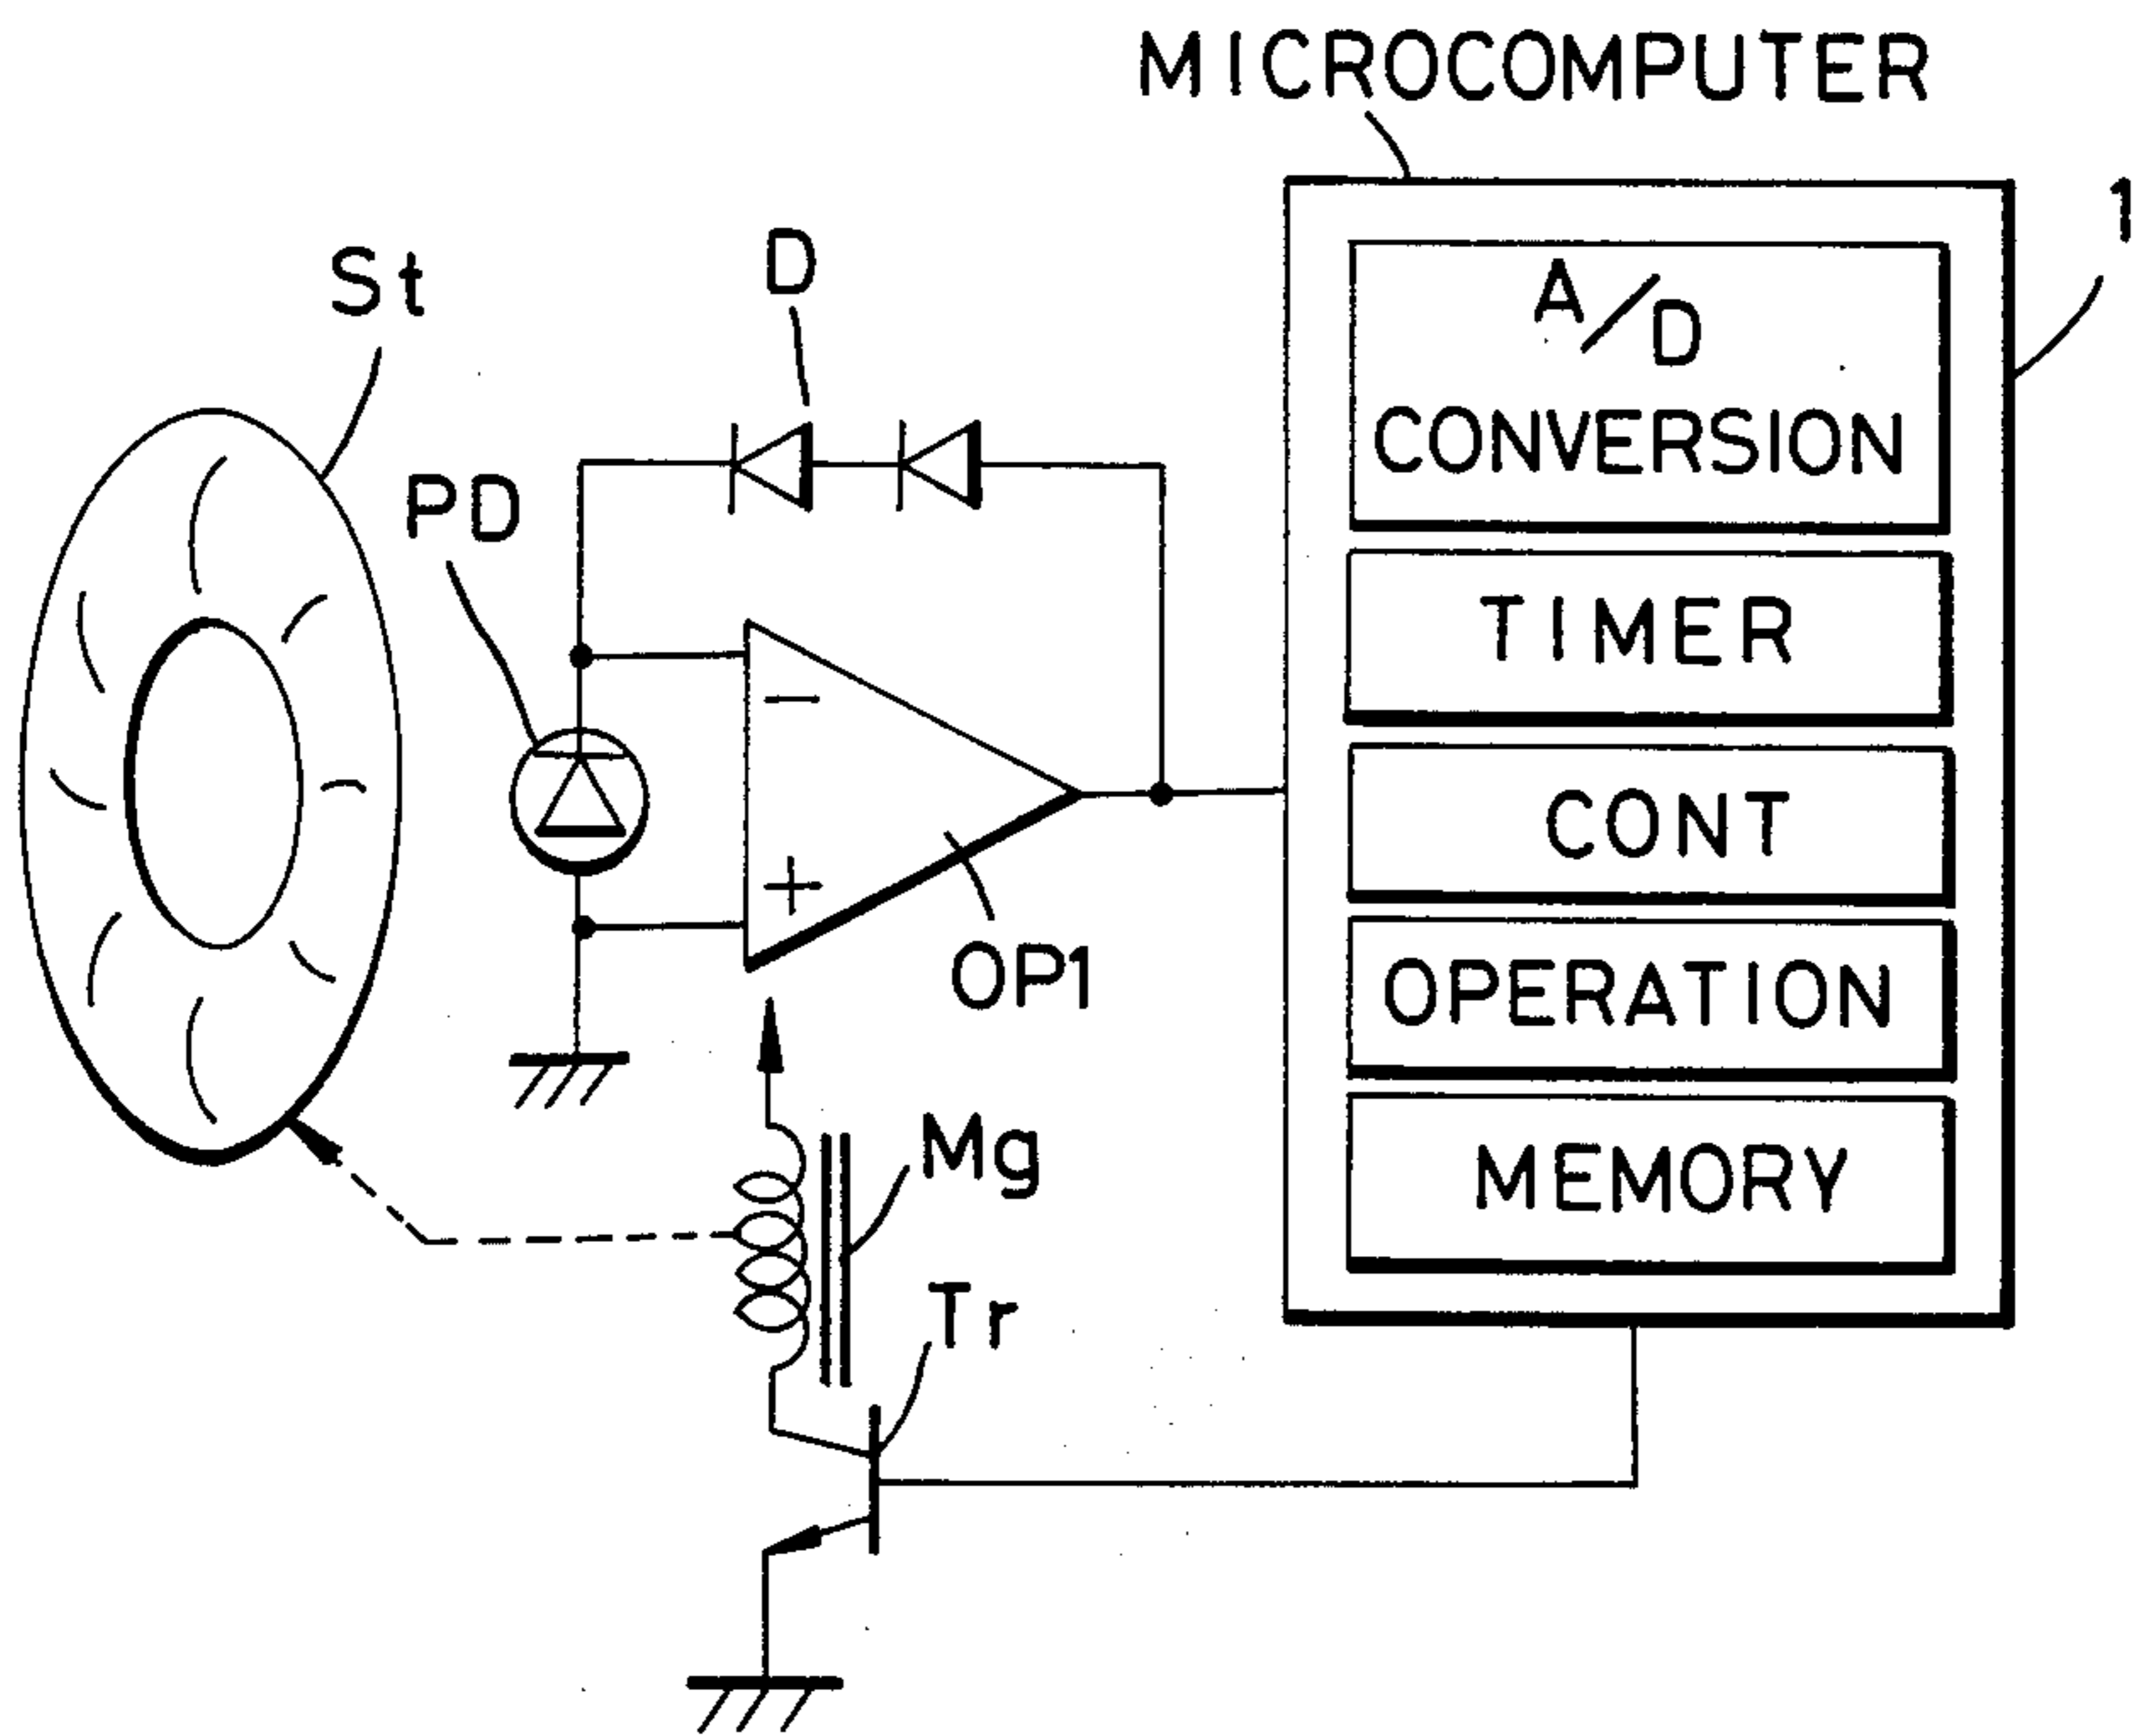 MICROCOMPUTER
1
St
D
PD
A/D
CONVERSION
TIMER
CONT
OPERATION
MEMORY
−
+
OP1
Mg
Tr